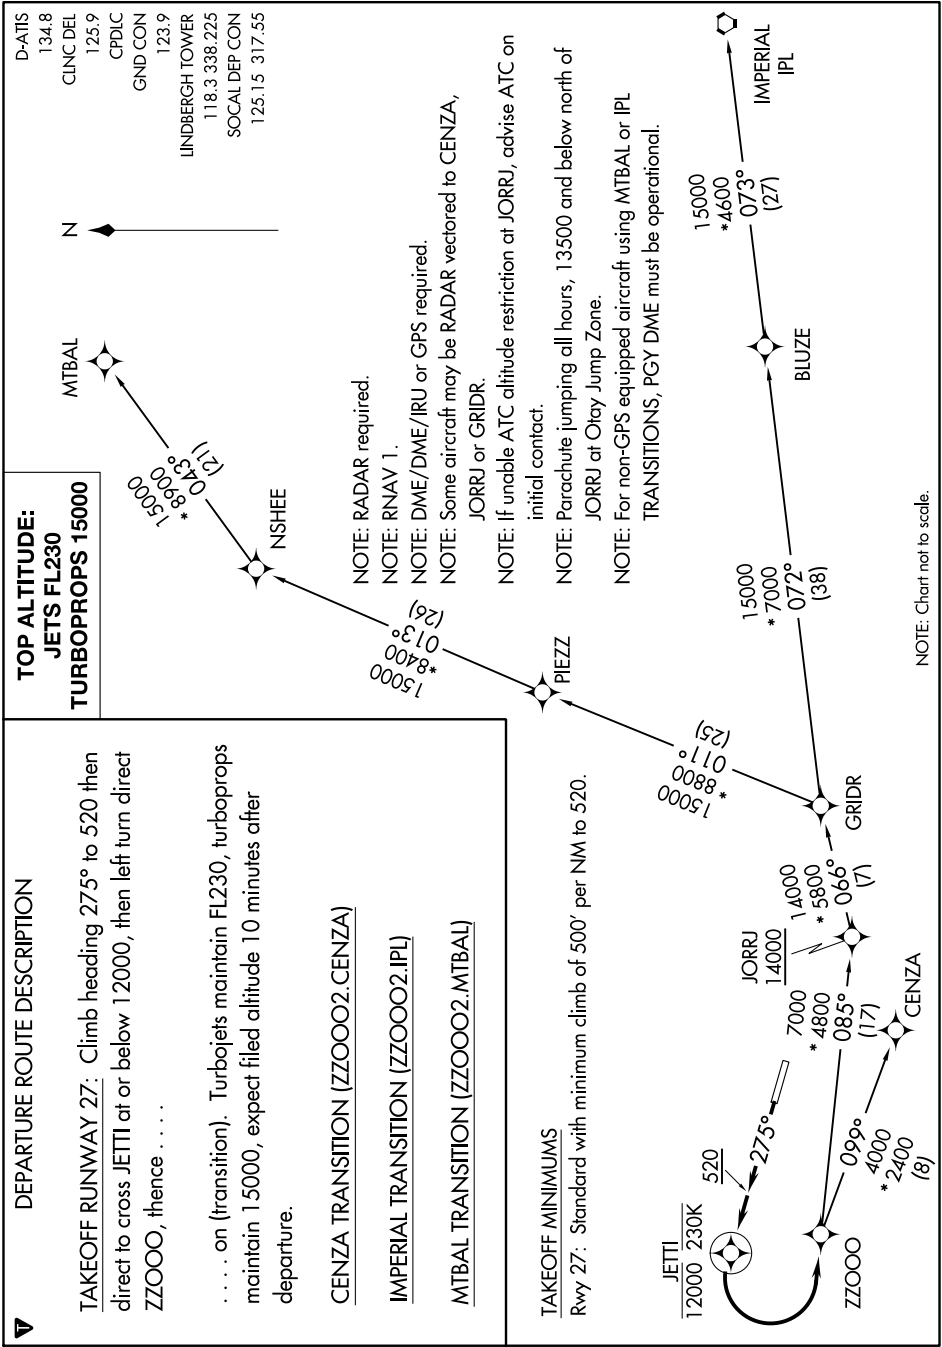 DEPARTURE ROUTE DESCRIPTION
TAKEOFF RUNWAY 27: Climb heading 275° to 520 then
direct to cross JETTI at or below 12000, then left turn direct
ZZOOO, thence . . . .
. . . . on (transition). Turbojets maintain FL230, turboprops
maintain 15000, expect filed altitude 10 minutes after
departure.
CENZA TRANSITION (ZZOOO2.CENZA)
IMPERIAL TRANSITION (ZZOOO2.IPL)
MTBAL TRANSITION (ZZOOO2.MTBAL)
TAKEOFF MINIMUMS
Rwy 27: Standard with minimum climb of 500' per NM to 520.
TOP ALTITUDE:
JETS FL230
TURBOPROPS 15000
D-ATIS
134.8
CLNC DEL
125.9
CPDLC
GND CON
123.9
LINDBERGH TOWER
118.3 338.225
SOCAL DEP CON
125.15 317.55
N
MTBAL
15000
*8900
043°
(21)
NSHEE
15000
*8400
013°
(26)
PIEZZ
15000
*8800
011°
(25)
NOTE: RADAR required.
NOTE: RNAV 1.
NOTE: DME/DME/IRU or GPS required.
NOTE: Some aircraft may be RADAR vectored to CENZA,
JORRJ or GRIDR.
NOTE: If unable ATC altitude restriction at JORRJ, advise ATC on
initial contact.
NOTE: Parachute jumping all hours, 13500 and below north of
JORRJ at Otay Jump Zone.
NOTE: For non-GPS equipped aircraft using MTBAL or IPL
TRANSITIONS, PGY DME must be operational.
JETTI
12000 230K
520
275°
ZZOOO
099°
4000
*2400
(8)
CENZA
7000
*4800
085°
(17)
JORRJ
14000
14000
*5800
066°
(7)
GRIDR
15000
*7000
072°
(38)
BLUZE
15000
*4600
073°
(27)
IMPERIAL
IPL
NOTE: Chart not to scale.
T